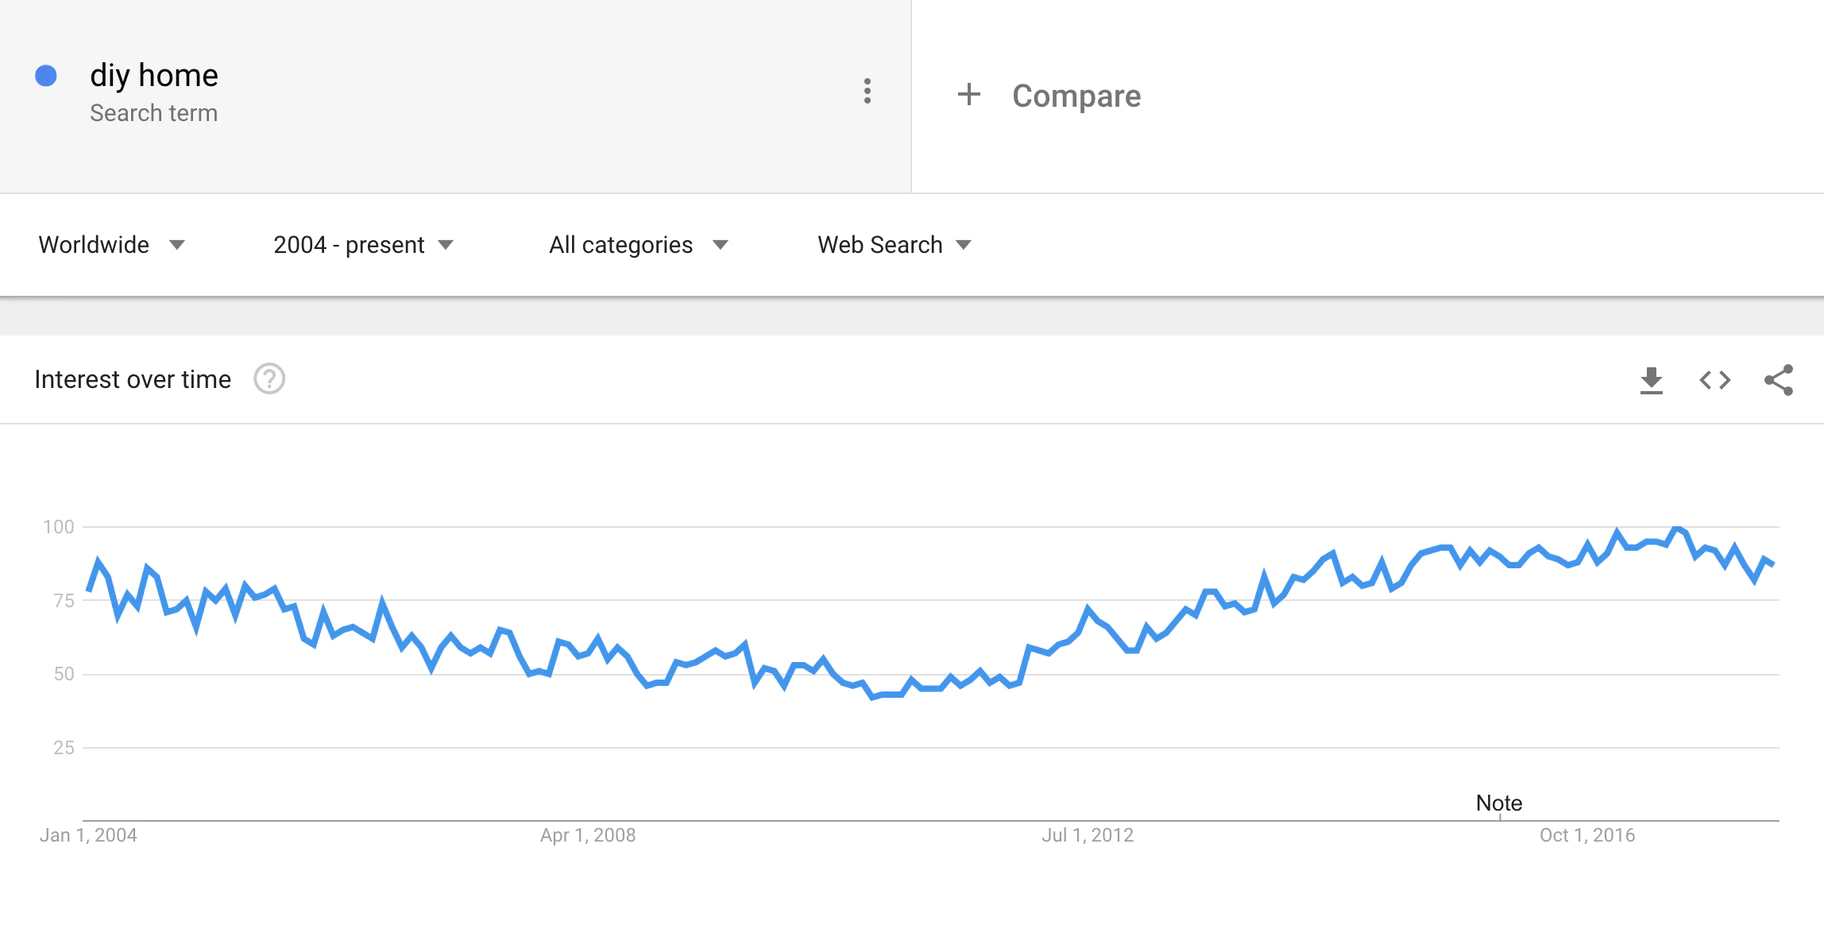 diy home
Search term
+ Compare
Worldwide
2004 - present
All categories
Web Search
Interest over time ?
100
75
50
25
Note
Jan 1, 2004
Apr 1, 2008
Jul 1, 2012
Oct 1, 2016